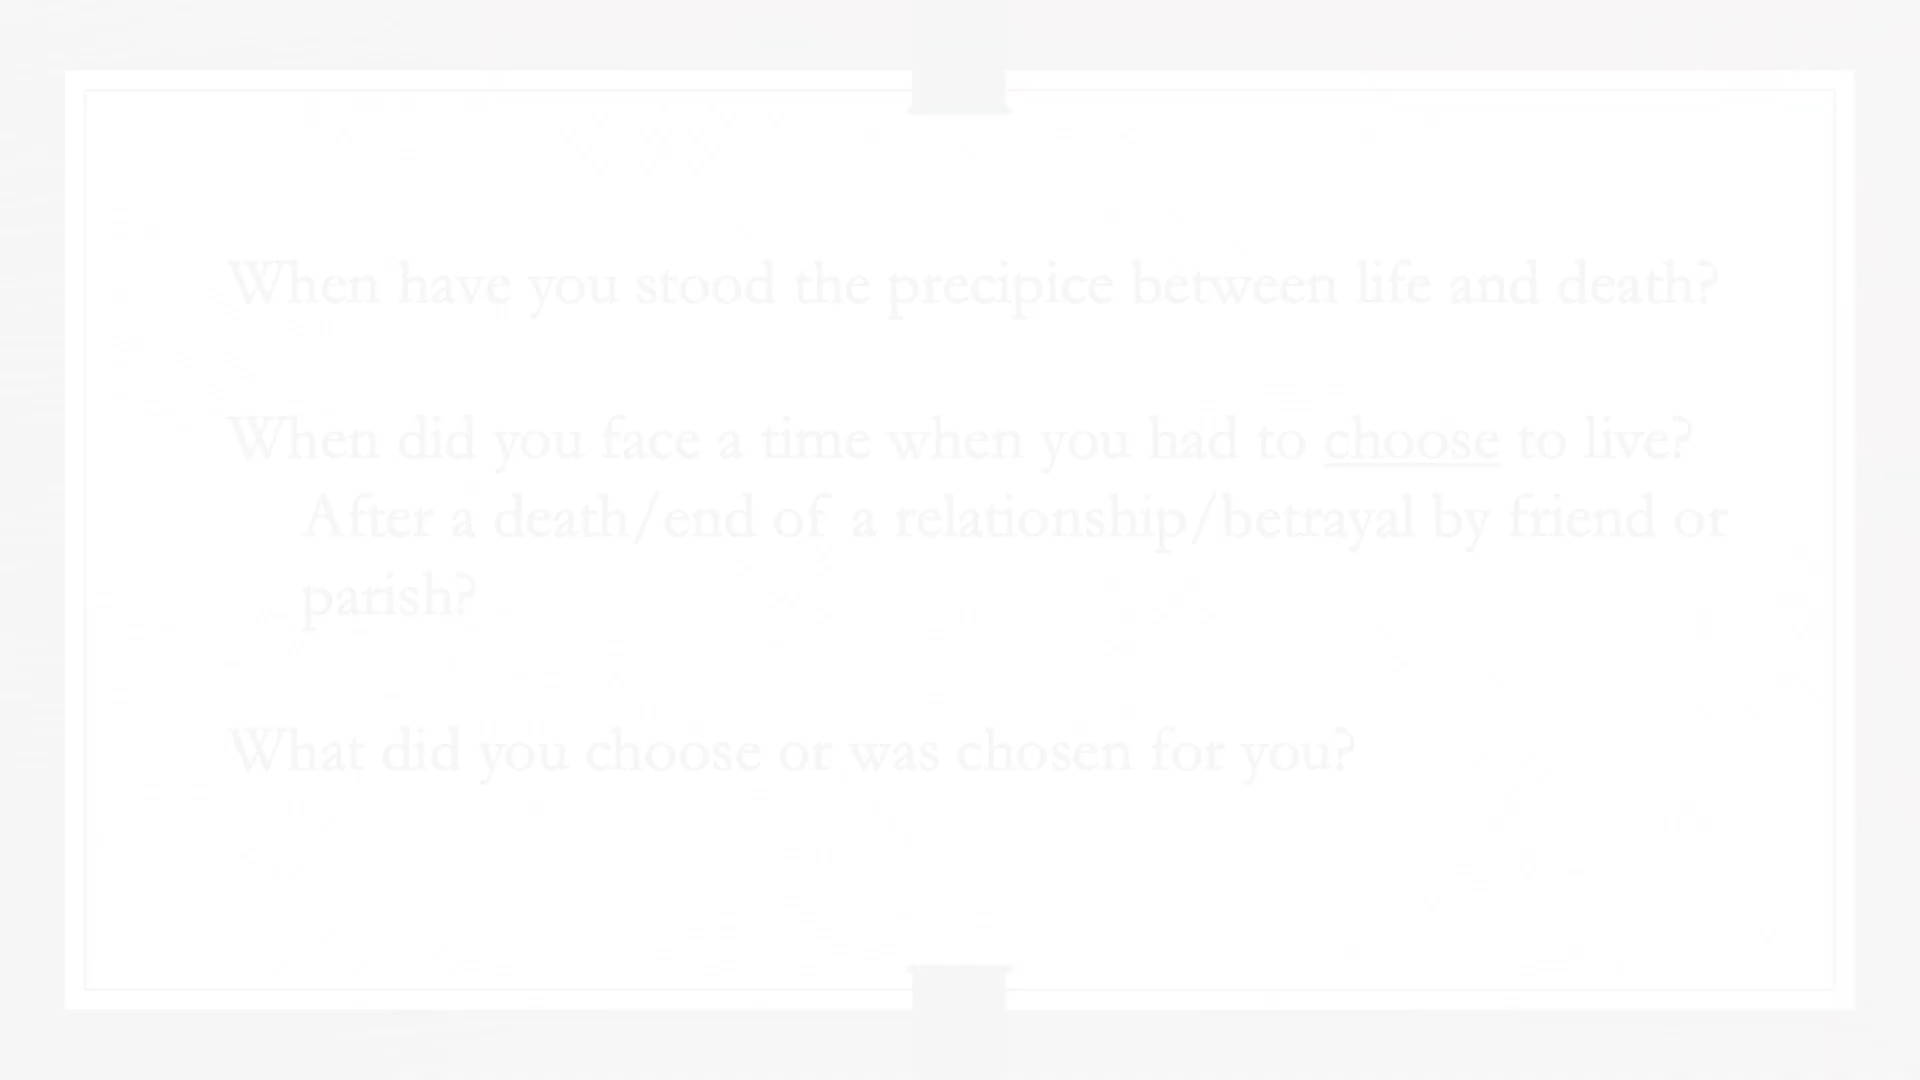 When have you stood the precipice between life and death?
When did you face a time when you had to choose to live?
After a death/end of a relationship/betrayal by friend or
parish?
What did you choose or was chosen for you?